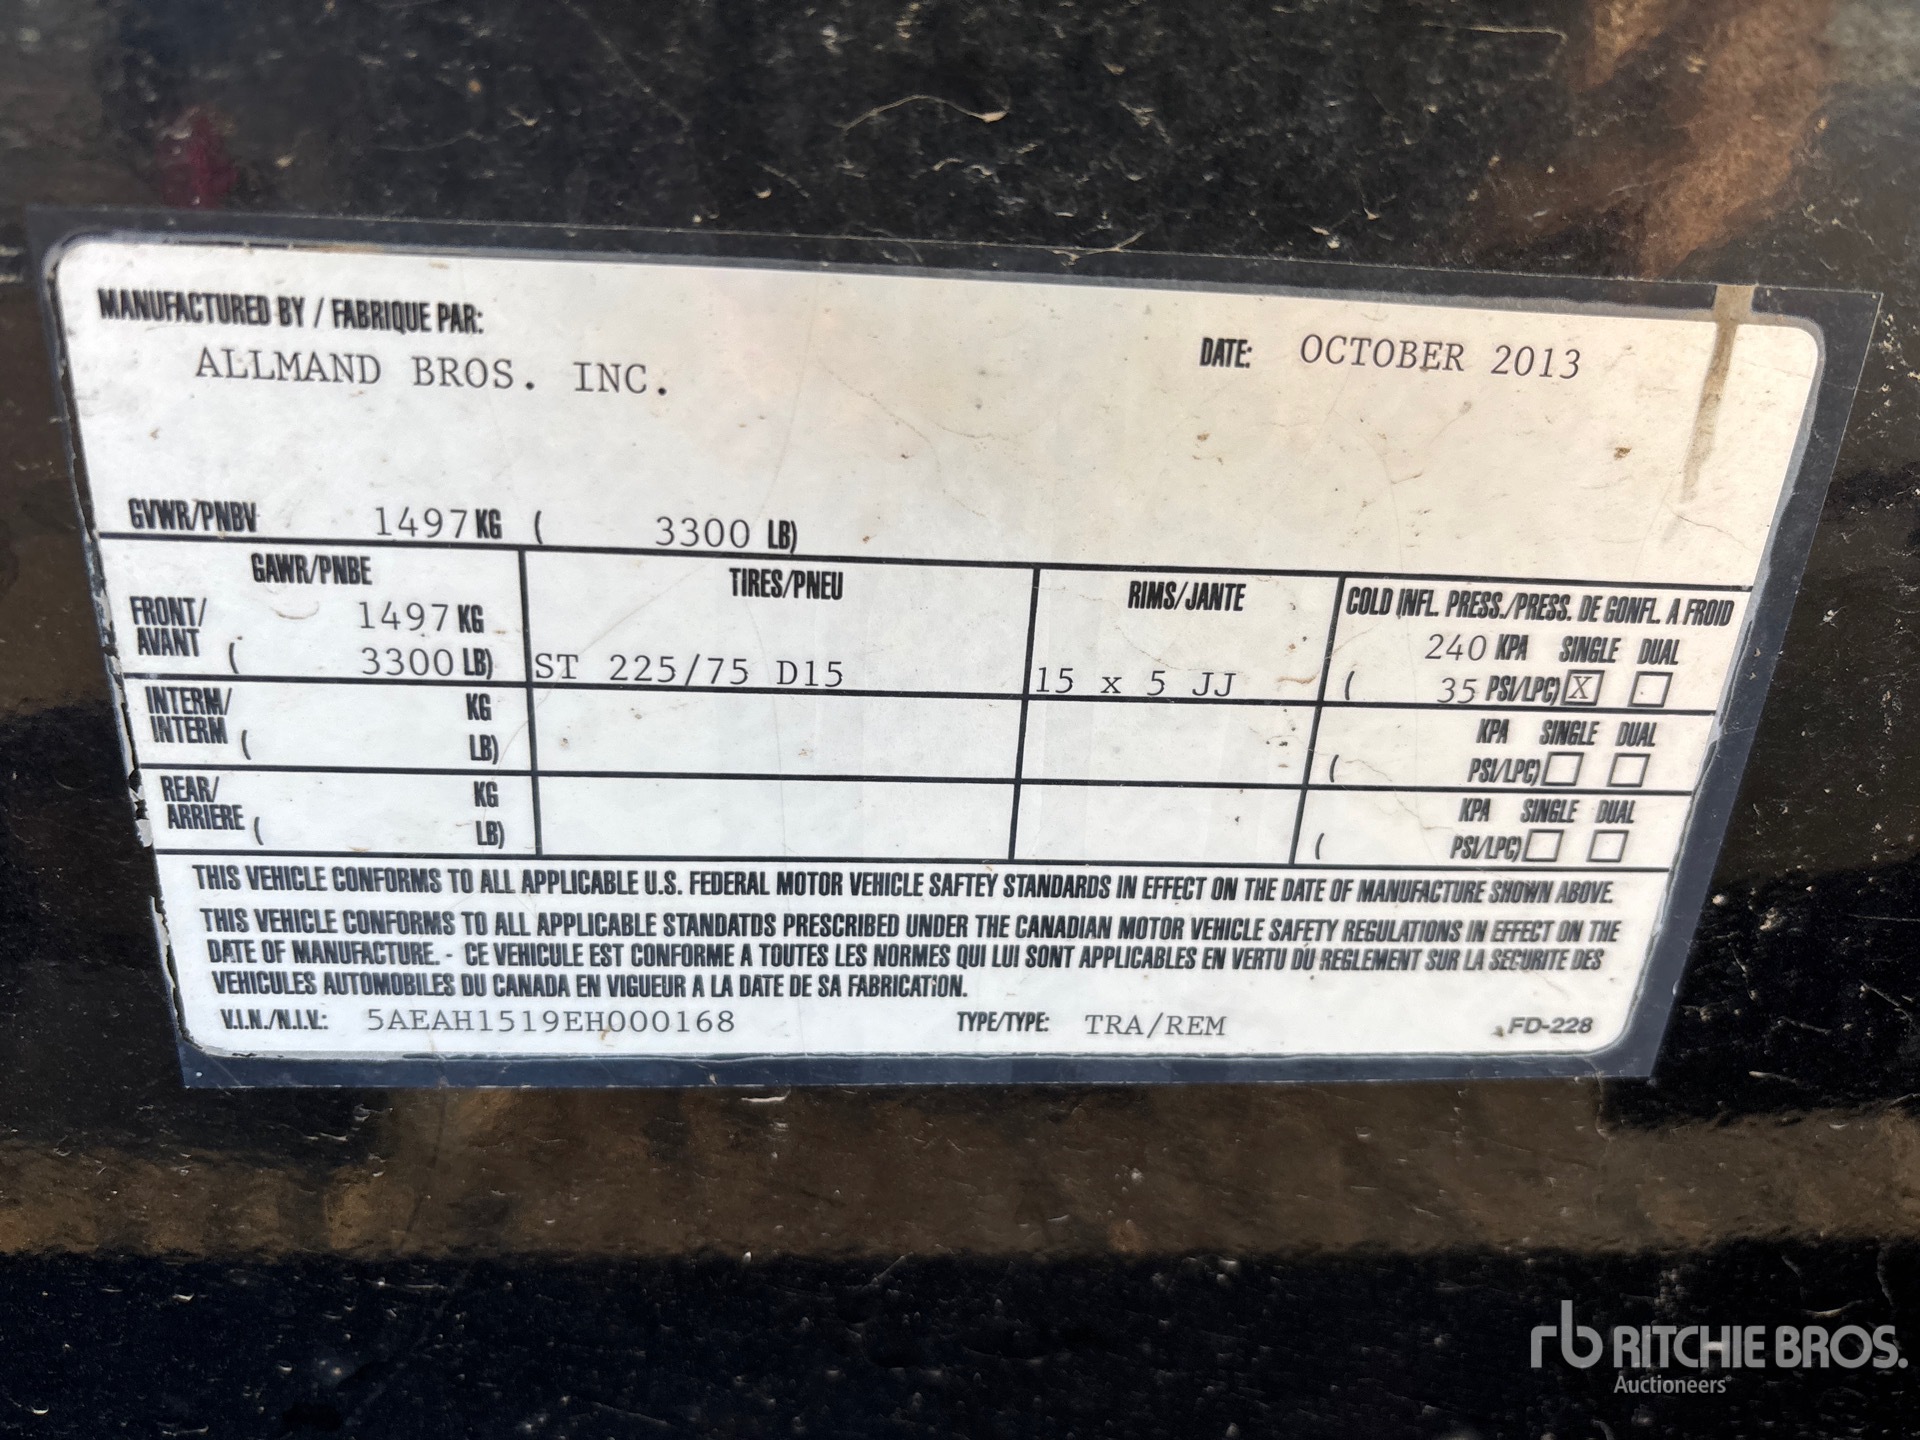 MANUFACTURED BY / FABRIQUE PAR:
ALLMAND BROS. INC.
DATE: OCTOBER 2013
GVWR/PNBV 1497 KG ( 3300 LB)
GAWR/PNBE TIRES/PNEU RIMS/JANTE COLD INFL. PRESS./PRESS. DE GONFL. A FROID
FRONT/ 1497 KG 240 KPA SINGLE DUAL
AVANT ( 3300 LB) ST 225/75 D15 15 x 5 JJ ( 35 PSI/LPC) X
INTERM/ KG KPA SINGLE DUAL
INTERM ( LB) ( PSI/LPC)
REAR/ KG KPA SINGLE DUAL
ARRIERE ( LB) ( PSI/LPC)
THIS VEHICLE CONFORMS TO ALL APPLICABLE U.S. FEDERAL MOTOR VEHICLE SAFTEY STANDARDS IN EFFECT ON THE DATE OF MANUFACTURE SHOWN ABOVE.
THIS VEHICLE CONFORMS TO ALL APPLICABLE STANDATDS PRESCRIBED UNDER THE CANADIAN MOTOR VEHICLE SAFETY REGULATIONS IN EFFECT ON THE
DATE OF MANUFACTURE. - CE VEHICULE EST CONFORME A TOUTES LES NORMES QUI LUI SONT APPLICABLES EN VERTU DU REGLEMENT SUR LA SECURITE DES
VEHICULES AUTOMOBILES DU CANADA EN VIGUEUR A LA DATE DE SA FABRICATION.
V.I.N./N.I.V.: 5AEAH1519EH000168 TYPE/TYPE: TRA/REM FD-228
rb RITCHIE BROS.
Auctioneers